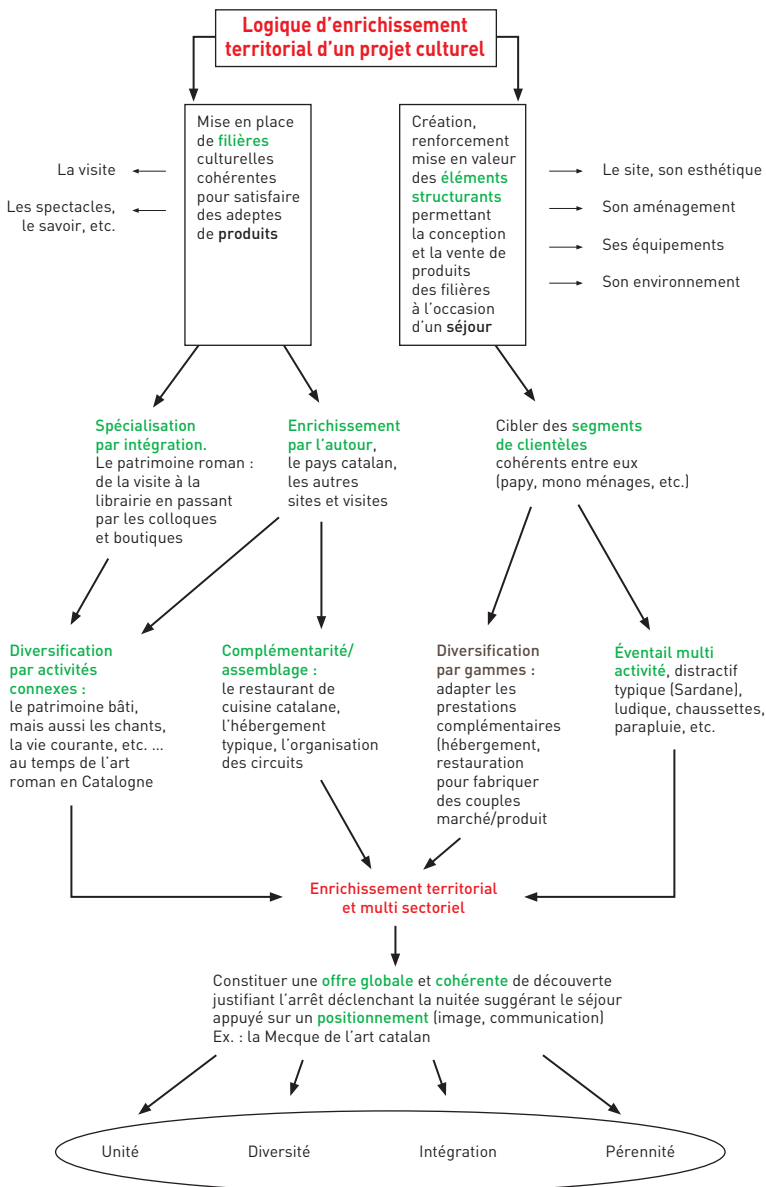 Logique d'enrichissement
territorial d'un projet culturel
Mise en place
de filières
culturelles
cohérentes
pour satisfaire
des adeptes
de produits
La visite
Les spectacles,
le savoir, etc.
Création,
renforcement
mise en valeur
des éléments
structurants
permettant
la conception
et la vente de
produits
des filières
à l'occasion
d'un séjour
Le site, son esthétique
Son aménagement
Ses équipements
Son environnement
Spécialisation
par intégration.
Le patrimoine roman :
de la visite à la
librairie en passant
par les colloques
et boutiques
Enrichissement
par l'autour,
le pays catalan,
les autres
sites et visites
Cibler des segments
de clientèles
cohérents entre eux
(papy, mono ménages, etc.)
Diversification
par activités
connexes :
le patrimoine bâti,
mais aussi les chants,
la vie courante, etc. ...
au temps de l'art
roman en Catalogne
Complémentarité/
assemblage :
le restaurant de
cuisine catalane,
l'hébergement
typique, l'organisation
des circuits
Diversification
par gammes :
adapter les
prestations
complémentaires
(hébergement,
restauration
pour fabriquer
des couples
marché/produit
Éventail multi
activité, distractif
typique (Sardane),
ludique, chaussettes,
parapluie, etc.
Enrichissement territorial
et multi sectoriel
Constituer une offre globale et cohérente de découverte
justifiant l'arrêt déclenchant la nuitée suggérant le séjour
appuyé sur un positionnement (image, communication)
Ex. : la Mecque de l'art catalan
Unité
Diversité
Intégration
Pérennité